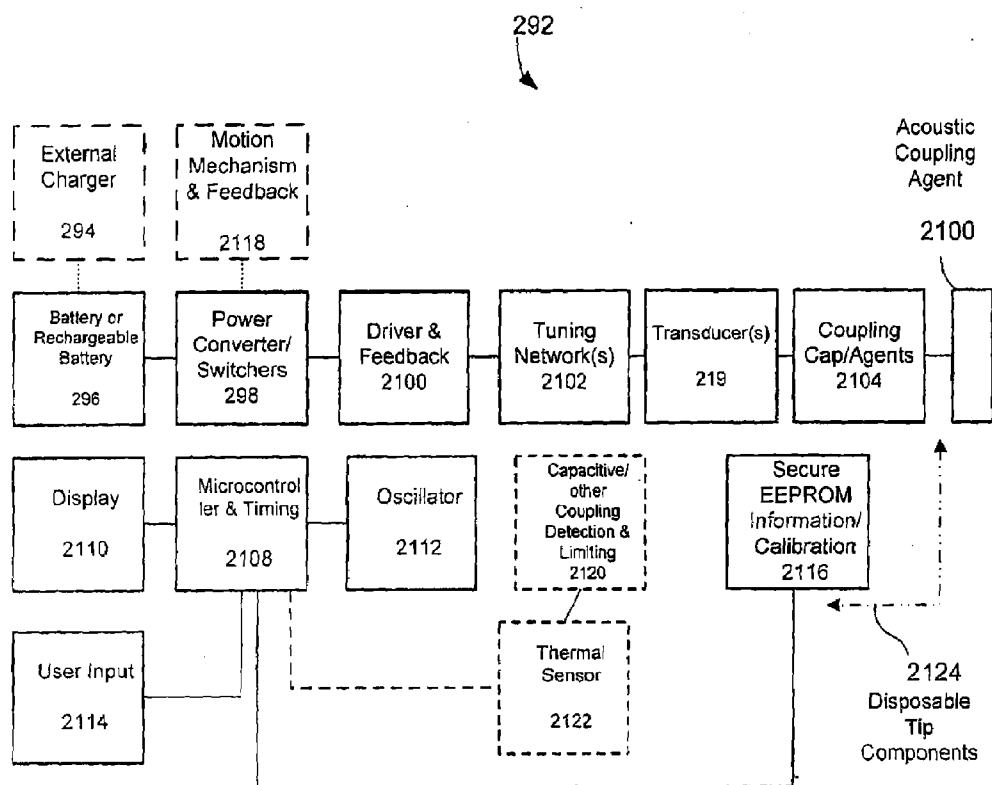 292
External
Charger
294
Motion
Mechanism
& Feedback
2118
Acoustic
Coupling
Agent
2100
Battery or
Rechargeable
Battery
296
Power
Converter/
Switchers
298
Driver &
Feedback
2100
Tuning
Network(s)
2102
Transducer(s)
219
Coupling
Cap/Agents
2104
Display
2110
Microcontrol
ler & Timing
2108
Oscillator
2112
Capacitive/
other
Coupling
Detection &
Limiting
2120
Secure
EEPROM
Information/
Calibration
2116
User Input
2114
Thermal
Sensor
2122
2124
Disposable
Tip
Components